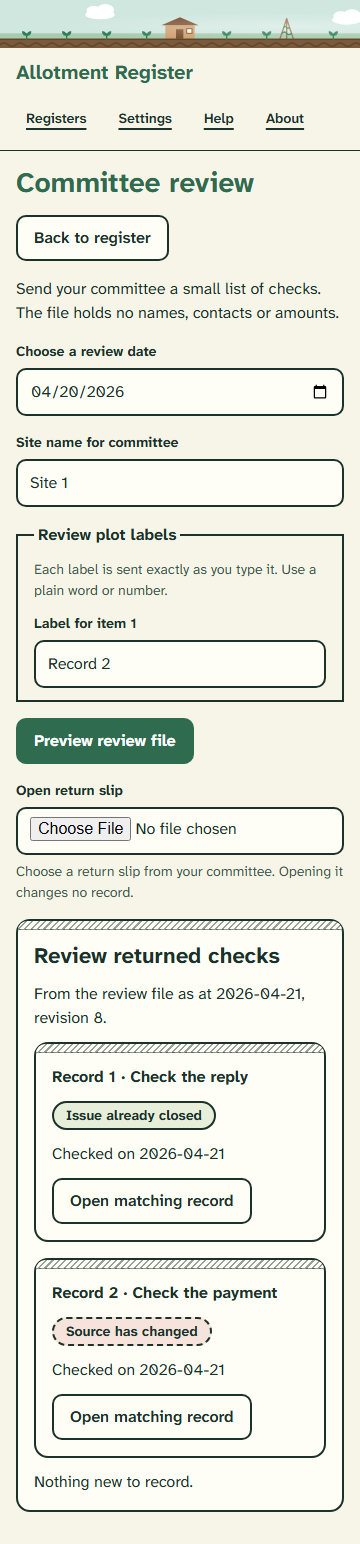 Allotment Register
Registers Settings Help About
Committee review
Back to register
Send your committee a small list of checks.
The file holds no names, contacts or amounts.
Choose a review date
04/20/2026
Site name for committee
Site 1
Review plot labels
Each label is sent exactly as you type it. Use a
plain word or number.
Label for item 1
Record 2
Preview review file
Open return slip
Choose File No file chosen
Choose a return slip from your committee. Opening it
changes no record.
Review returned checks
From the review file as at 2026-04-21,
revision 8.
Record 1 · Check the reply
Issue already closed
Checked on 2026-04-21
Open matching record
Record 2 · Check the payment
Source has changed
Checked on 2026-04-21
Open matching record
Nothing new to record.